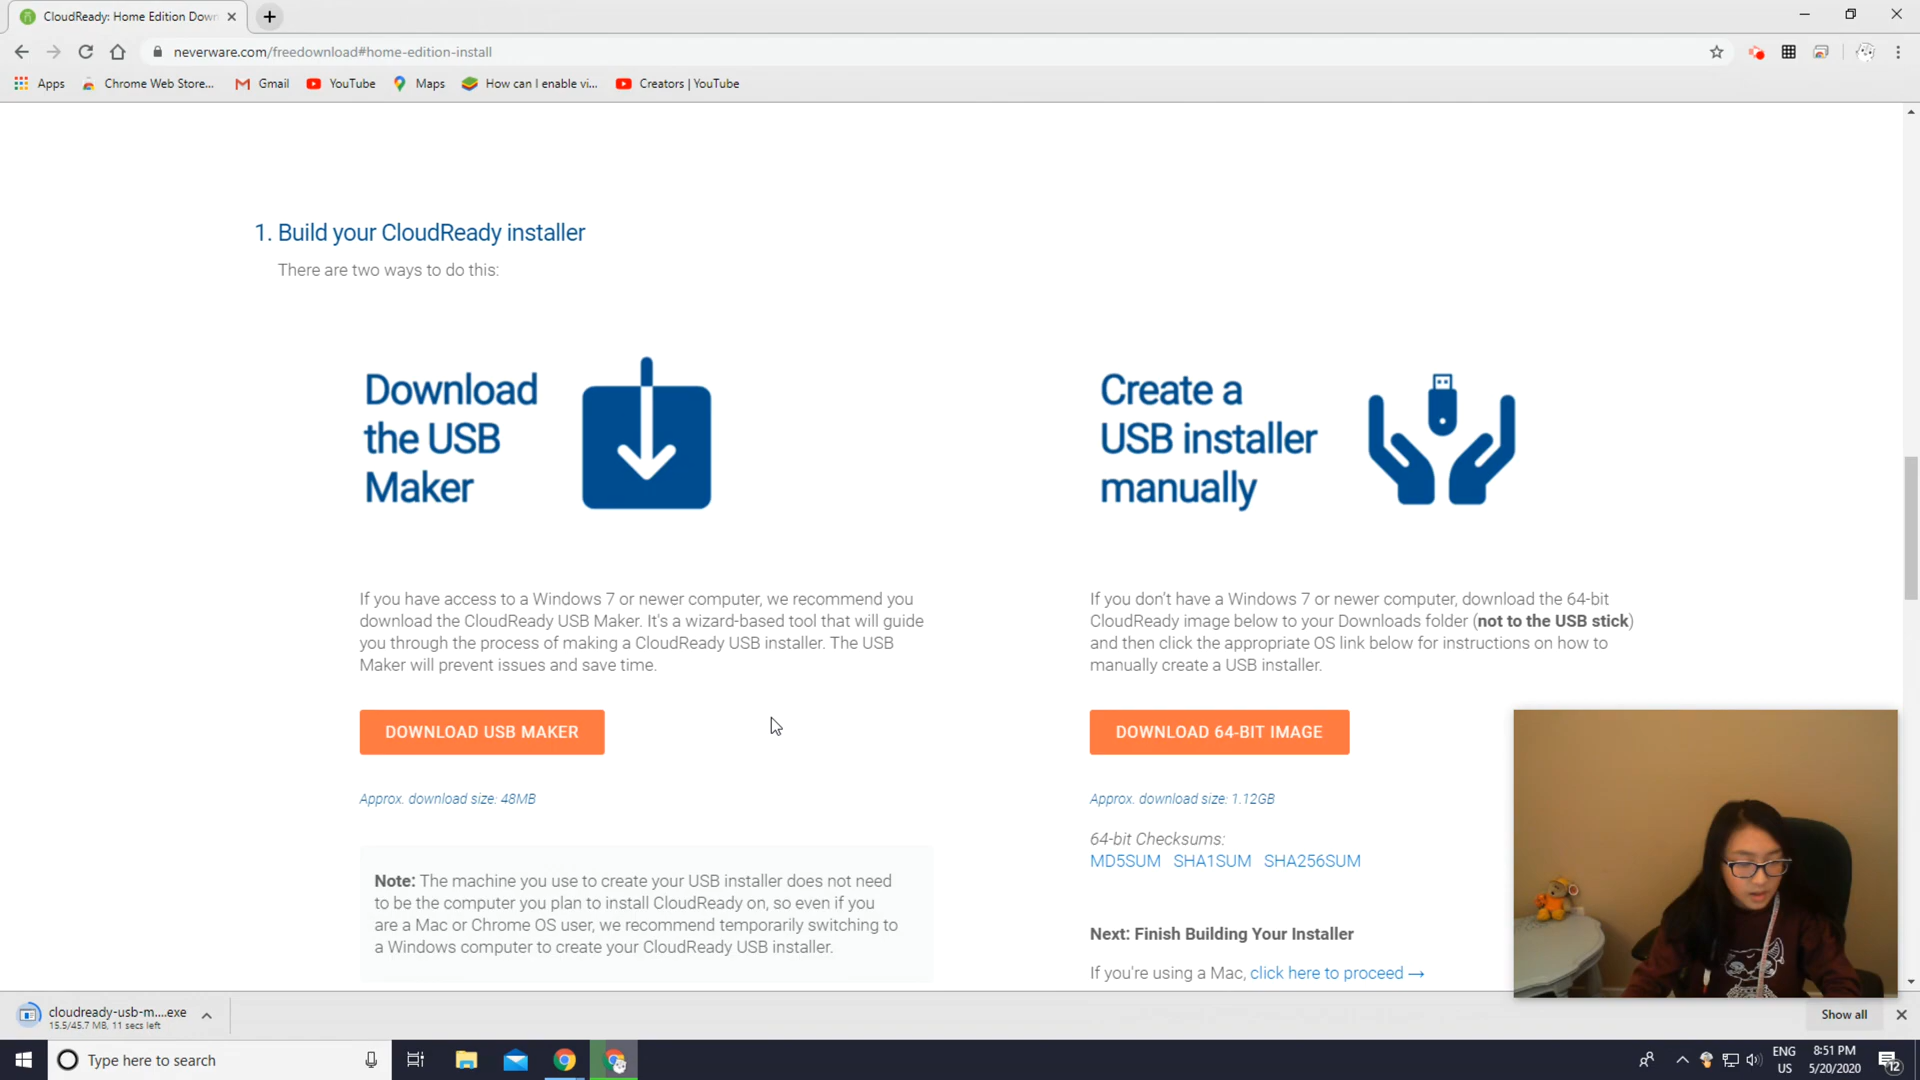 CloudReady: Home Edition Down
neverware.com/freedownload#home-edition-install
Apps
Chrome Web Store...
Gmail
YouTube
Maps
How can I enable vi...
Creators | YouTube
1. Build your CloudReady installer
There are two ways to do this:
Download
the USB
Maker
If you have access to a Windows 7 or newer computer, we recommend you
download the CloudReady USB Maker. It's a wizard-based tool that will guide
you through the process of making a CloudReady USB installer. The USB
Maker will prevent issues and save time.
DOWNLOAD USB MAKER
Approx. download size: 48MB
Note: The machine you use to create your USB installer does not need
to be the computer you plan to install CloudReady on, so even if you
are a Mac or Chrome OS user, we recommend temporarily switching to
a Windows computer to create your CloudReady USB installer.
Create a
USB installer
manually
If you don't have a Windows 7 or newer computer, download the 64-bit
CloudReady image below to your Downloads folder (not to the USB stick)
and then click the appropriate OS link below for instructions on how to
manually create a USB installer.
DOWNLOAD 64-BIT IMAGE
Approx. download size: 1.12GB
64-bit Checksums:
MD5SUM SHA1SUM SHA256SUM
Next: Finish Building Your Installer
If you're using a Mac, click here to proceed →
cloudready-usb-m....exe
15.5/45.7 MB, 11 secs left
Show all
Type here to search
ENG
US
8:51 PM
5/20/2020
12